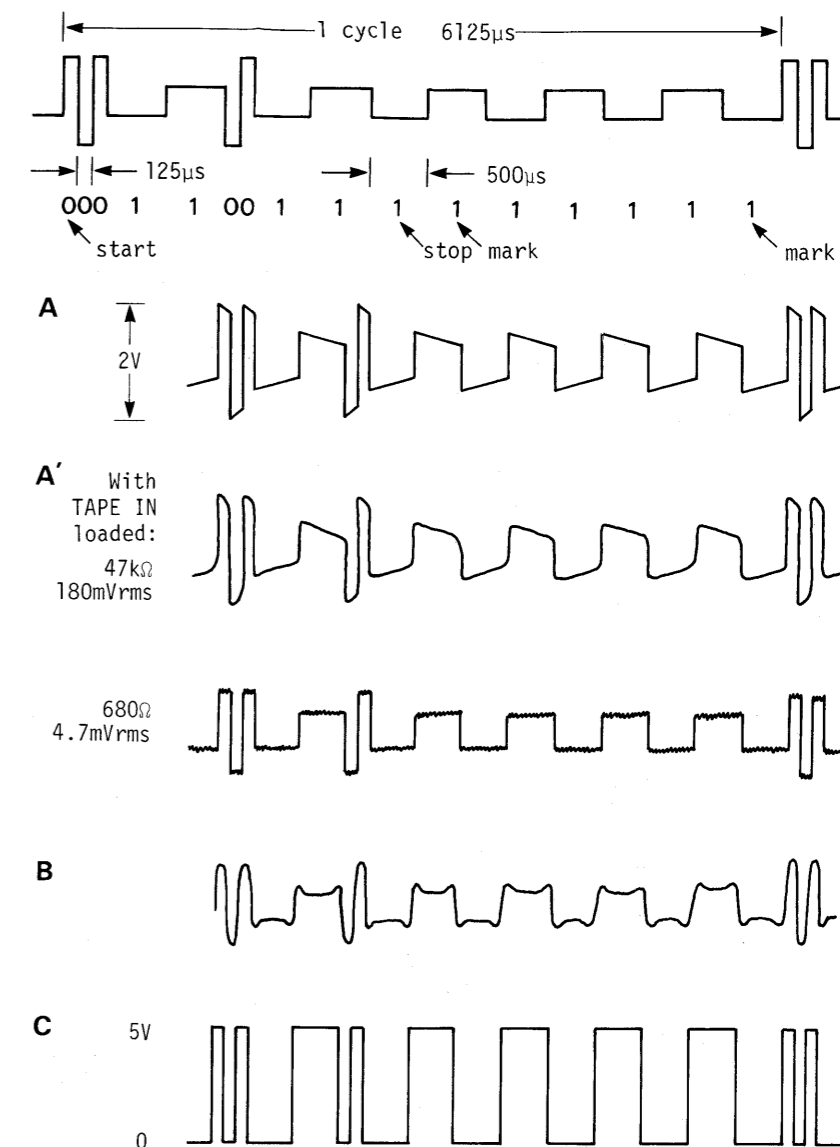 1 cycle 6125μs
125μs
500μs
000 1 1 00 1 1 1 1 1 1 1 1 1
start
stop mark
mark
A
2V
A′
With
TAPE IN
loaded:
47kΩ
180mVrms
680Ω
4.7mVrms
B
C
5V
0